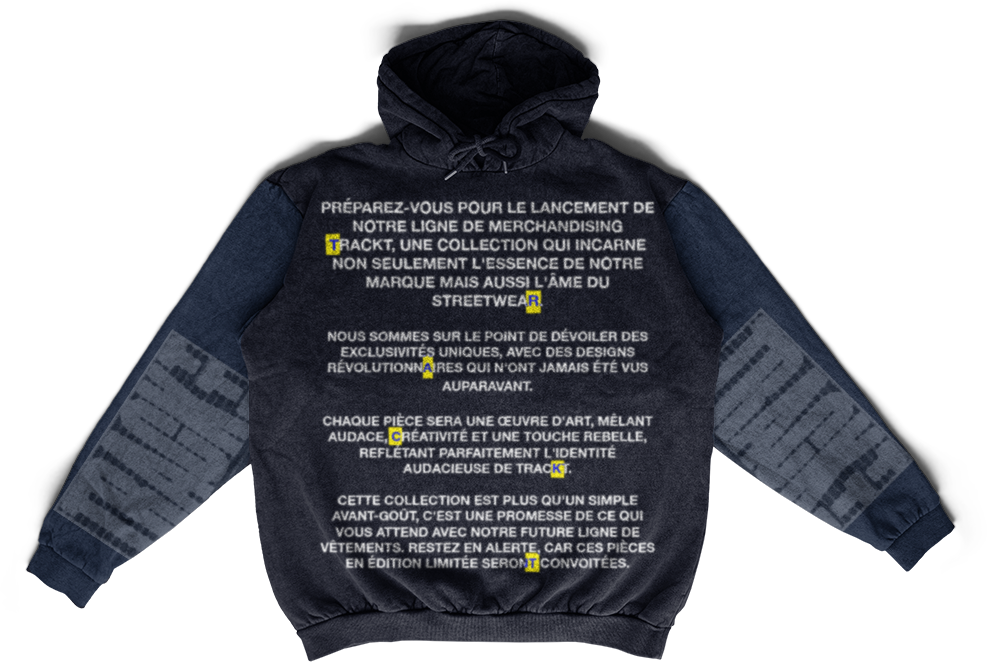 PRÉPAREZ-VOUS POUR LE LANCEMENT DE
NOTRE LIGNE DE MERCHANDISING
TRACKT, UNE COLLECTION QUI INCARNE
NON SEULEMENT L'ESSENCE DE NOTRE
MARQUE MAIS AUSSI L'ÂME DU
STREETWEAR.
NOUS SOMMES SUR LE POINT DE DÉVOILER DES
EXCLUSIVITÉS UNIQUES, AVEC DES DESIGNS
RÉVOLUTIONNAIRES QUI N'ONT JAMAIS ÉTÉ VUS
AUPARAVANT.
CHAQUE PIÈCE SERA UNE ŒUVRE D'ART, MÊLANT
AUDACE, CRÉATIVITÉ ET UNE TOUCHE REBELLE,
REFLÉTANT PARFAITEMENT L'IDENTITÉ
AUDACIEUSE DE TRACKT.
CETTE COLLECTION EST PLUS QU'UN SIMPLE
AVANT-GOÛT, C'EST UNE PROMESSE DE CE QUI
VOUS ATTEND AVEC NOTRE FUTURE LIGNE DE
VÊTEMENTS. RESTEZ EN ALERTE, CAR CES PIÈCES
EN ÉDITION LIMITÉE SERONT CONVOITÉES.